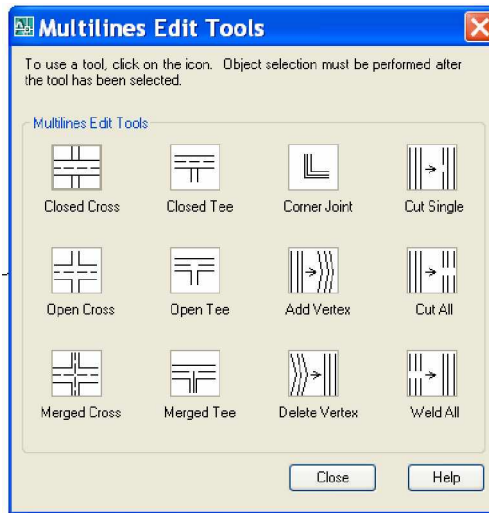 Multilines Edit Tools
To use a tool, click on the icon. Object selection must be performed after
the tool has been selected.
Multilines Edit Tools
Closed Cross Closed Tee Corner Joint Cut Single
Open Cross Open Tee Add Vertex Cut All
Merged Cross Merged Tee Delete Vertex Weld All
Close Help